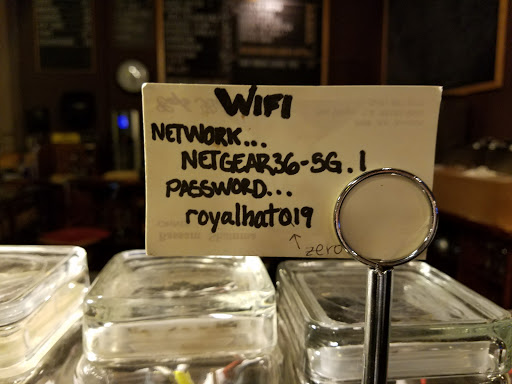 WIFI
NETWORK...
NETGEAR36-5G.1
PASSWORD...
royalhat019
zero